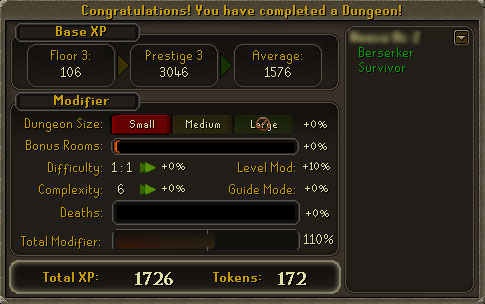 Congratulations! You have completed a Dungeon!
Base XP
Floor 3:
106
Prestige 3
3046
Average:
1576
Modifier
Dungeon Size: Small Medium Large +0%
Bonus Rooms: +0%
Difficulty: 1:1 +0% Level Mod: +10%
Complexity: 6 +0% Guide Mode: +0%
Deaths: +0%
Total Modifier: 110%
Total XP: 1726 Tokens: 172
Berserker
Survivor